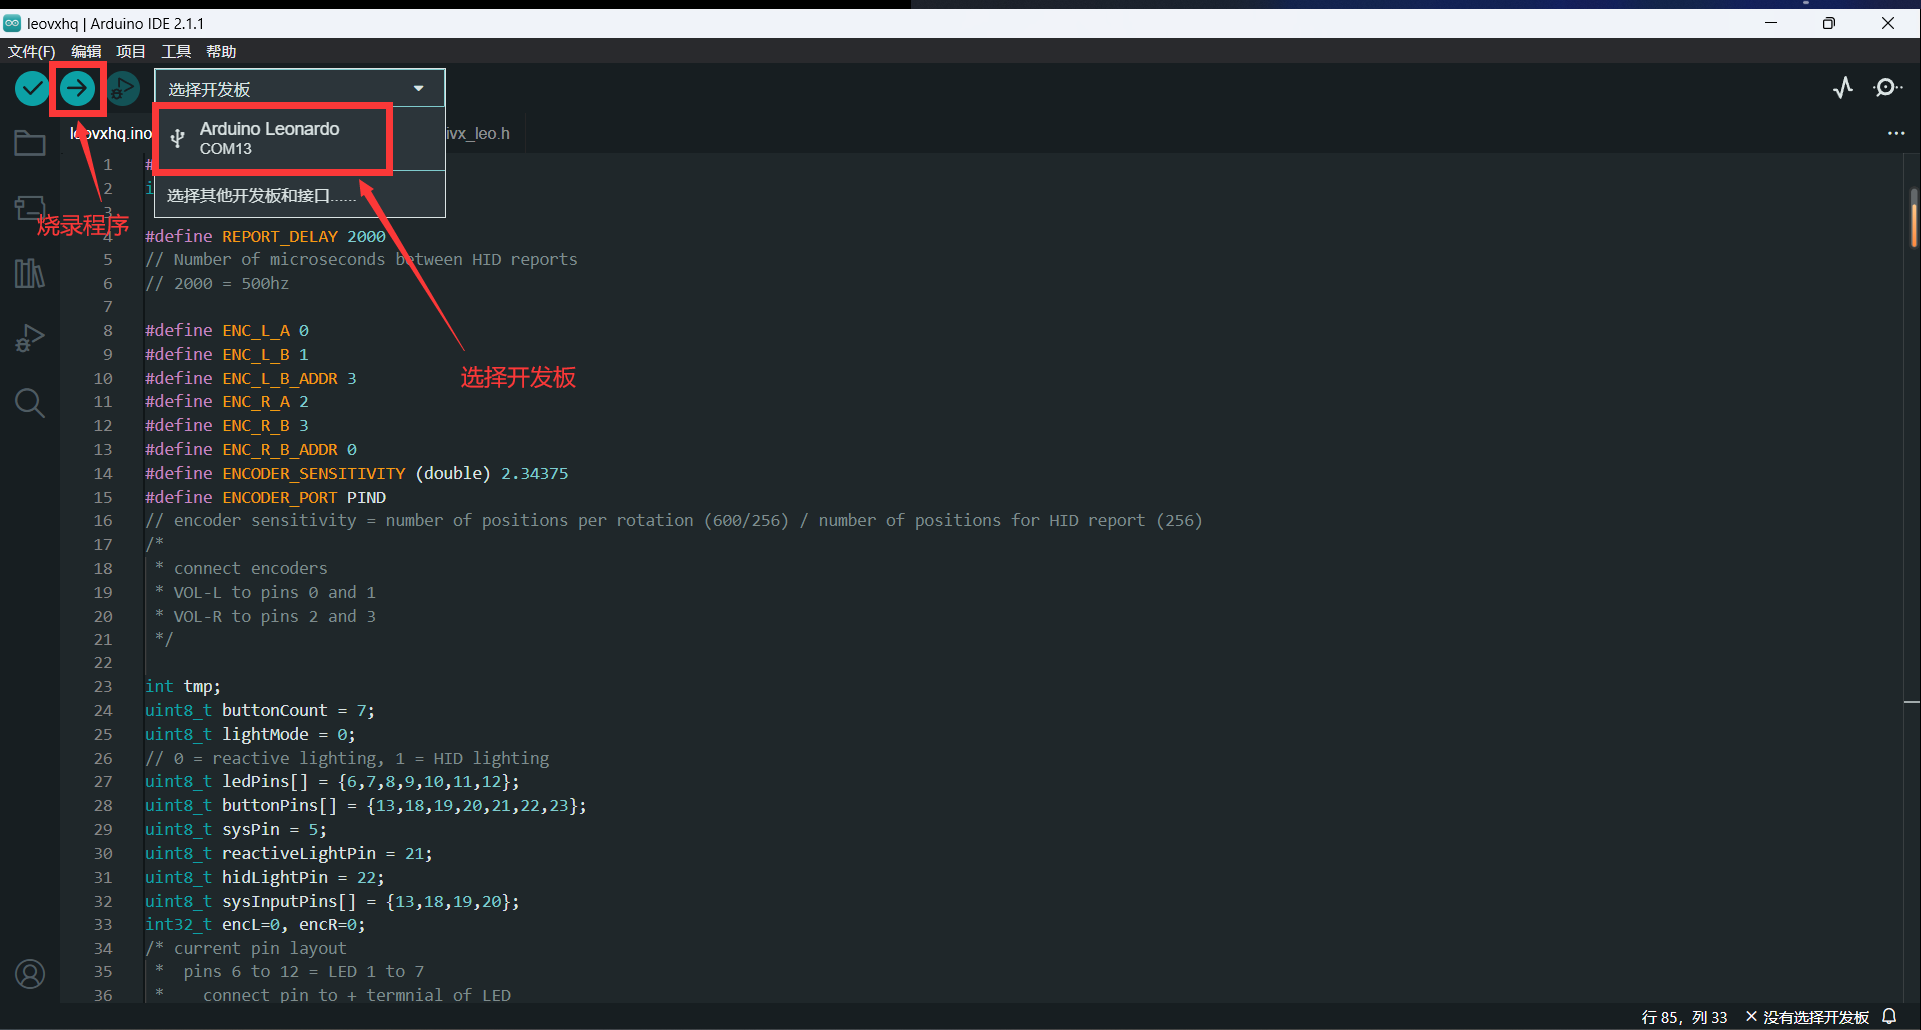 leovxhq | Arduino IDE 2.1.1
文件(F) 编辑 项目 工具 帮助
选择开发板
Arduino Leonardo
COM13
选择其他开发板和接口......
leovxhq.ino
ivx_leo.h
烧录程序
选择开发板
1 #
2 i
3
4 #define REPORT_DELAY 2000
5 // Number of microseconds between HID reports
6 // 2000 = 500hz
7
8 #define ENC_L_A 0
9 #define ENC_L_B 1
10 #define ENC_L_B_ADDR 3
11 #define ENC_R_A 2
12 #define ENC_R_B 3
13 #define ENC_R_B_ADDR 0
14 #define ENCODER_SENSITIVITY (double) 2.34375
15 #define ENCODER_PORT PIND
16 // encoder sensitivity = number of positions per rotation (600/256) / number of positions for HID report (256)
17 /*
18 * connect encoders
19 * VOL-L to pins 0 and 1
20 * VOL-R to pins 2 and 3
21 */
22
23 int tmp;
24 uint8_t buttonCount = 7;
25 uint8_t lightMode = 0;
26 // 0 = reactive lighting, 1 = HID lighting
27 uint8_t ledPins[] = {6,7,8,9,10,11,12};
28 uint8_t buttonPins[] = {13,18,19,20,21,22,23};
29 uint8_t sysPin = 5;
30 uint8_t reactiveLightPin = 21;
31 uint8_t hidLightPin = 22;
32 uint8_t sysInputPins[] = {13,18,19,20};
33 int32_t encL=0, encR=0;
34 /* current pin layout
35 * pins 6 to 12 = LED 1 to 7
36 * connect pin to + termnial of LED
行 85，列 33 × 没有选择开发板